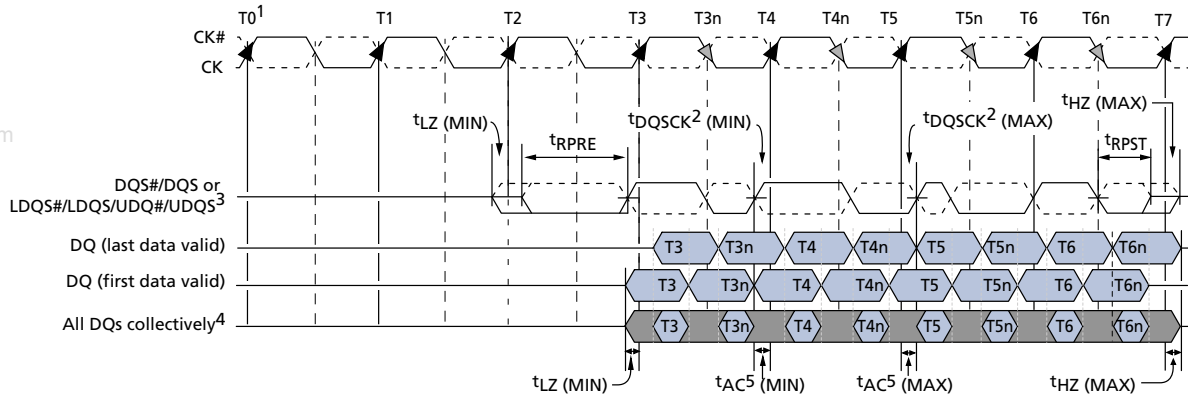 T0¹ T1 T2 T3 T3n T4 T4n T5 T5n T6 T6n T7
CK#
CK
tHZ (MAX)
tLZ (MIN) tDQSCK² (MIN) tDQSCK² (MAX)
tRPRE tRPST
DQS#/DQS or
LDQS#/LDQS/UDQ#/UDQS³
DQ (last data valid) T3 T3n T4 T4n T5 T5n T6 T6n
DQ (first data valid) T3 T3n T4 T4n T5 T5n T6 T6n
All DQs collectively⁴ T3 T3n T4 T4n T5 T5n T6 T6n
tLZ (MIN) tAC⁵ (MIN) tAC⁵ (MAX) tHZ (MAX)
m